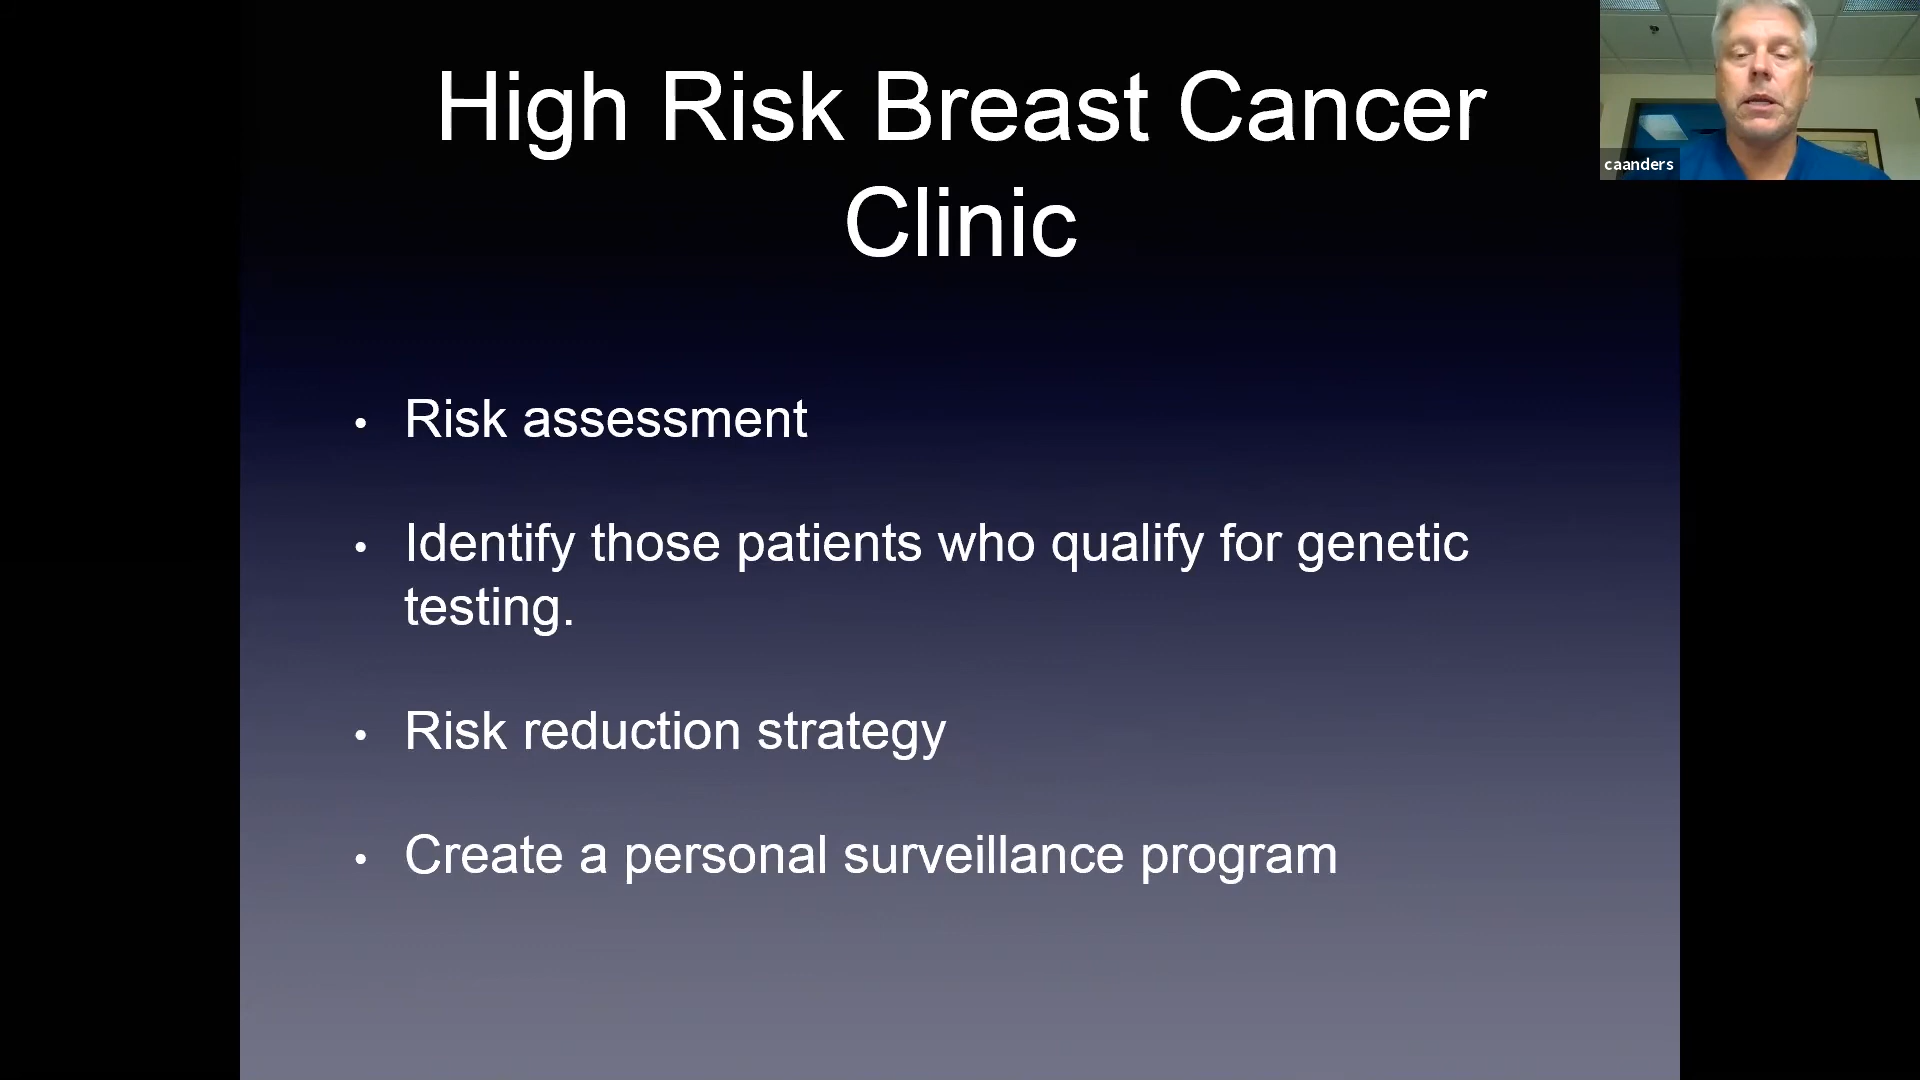 High Risk Breast Cancer
Clinic
caanders
• Risk assessment
• Identify those patients who qualify for genetic
testing.
• Risk reduction strategy
• Create a personal surveillance program